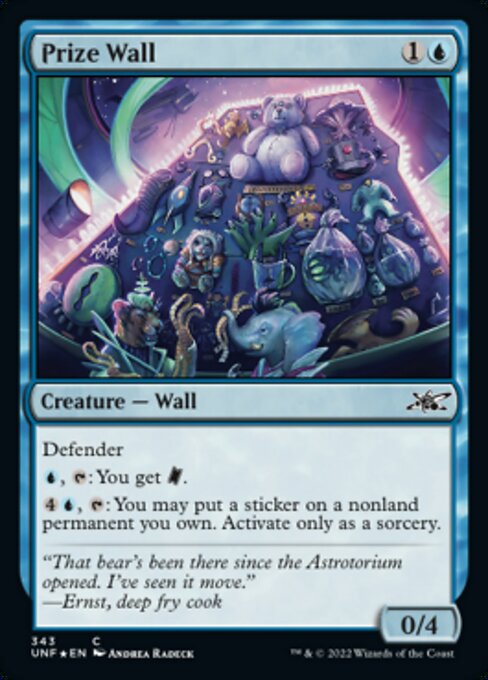 Prize Wall 1
Creature — Wall
Defender
, : You get .
4 , : You may put a sticker on a nonland
permanent you own. Activate only as a sorcery.
"That bear's been there since the Astrotorium
opened. I've seen it move."
—Ernst, deep fry cook
0/4
343 C
UNF★EN Andrea Radeck
™ & © 2022 Wizards of the Coast